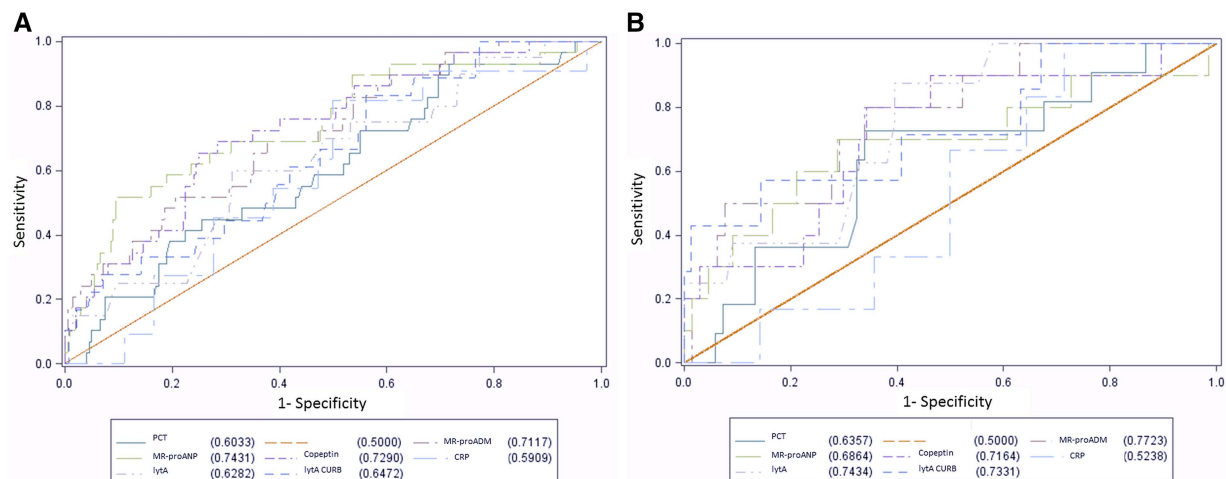 A
B
Sensitivity
1.0
0.8
0.6
0.4
0.2
0.0
0.0 0.2 0.4 0.6 0.8 1.0
1- Specificity
PCT (0.6033) (0.5000) MR-proADM (0.7117)
MR-proANP (0.7431) Copeptin (0.7290) CRP (0.5909)
lytA (0.6282) lytA CURB (0.6472)
Sensitivity
1.0
0.8
0.6
0.4
0.2
0.0
0.0 0.2 0.4 0.6 0.8 1.0
1- Specificity
PCT (0.6357) (0.5000) MR-proADM (0.7723)
MR-proANP (0.6864) Copeptin (0.7164) CRP (0.5238)
lytA (0.7434) lytA CURB (0.7331)